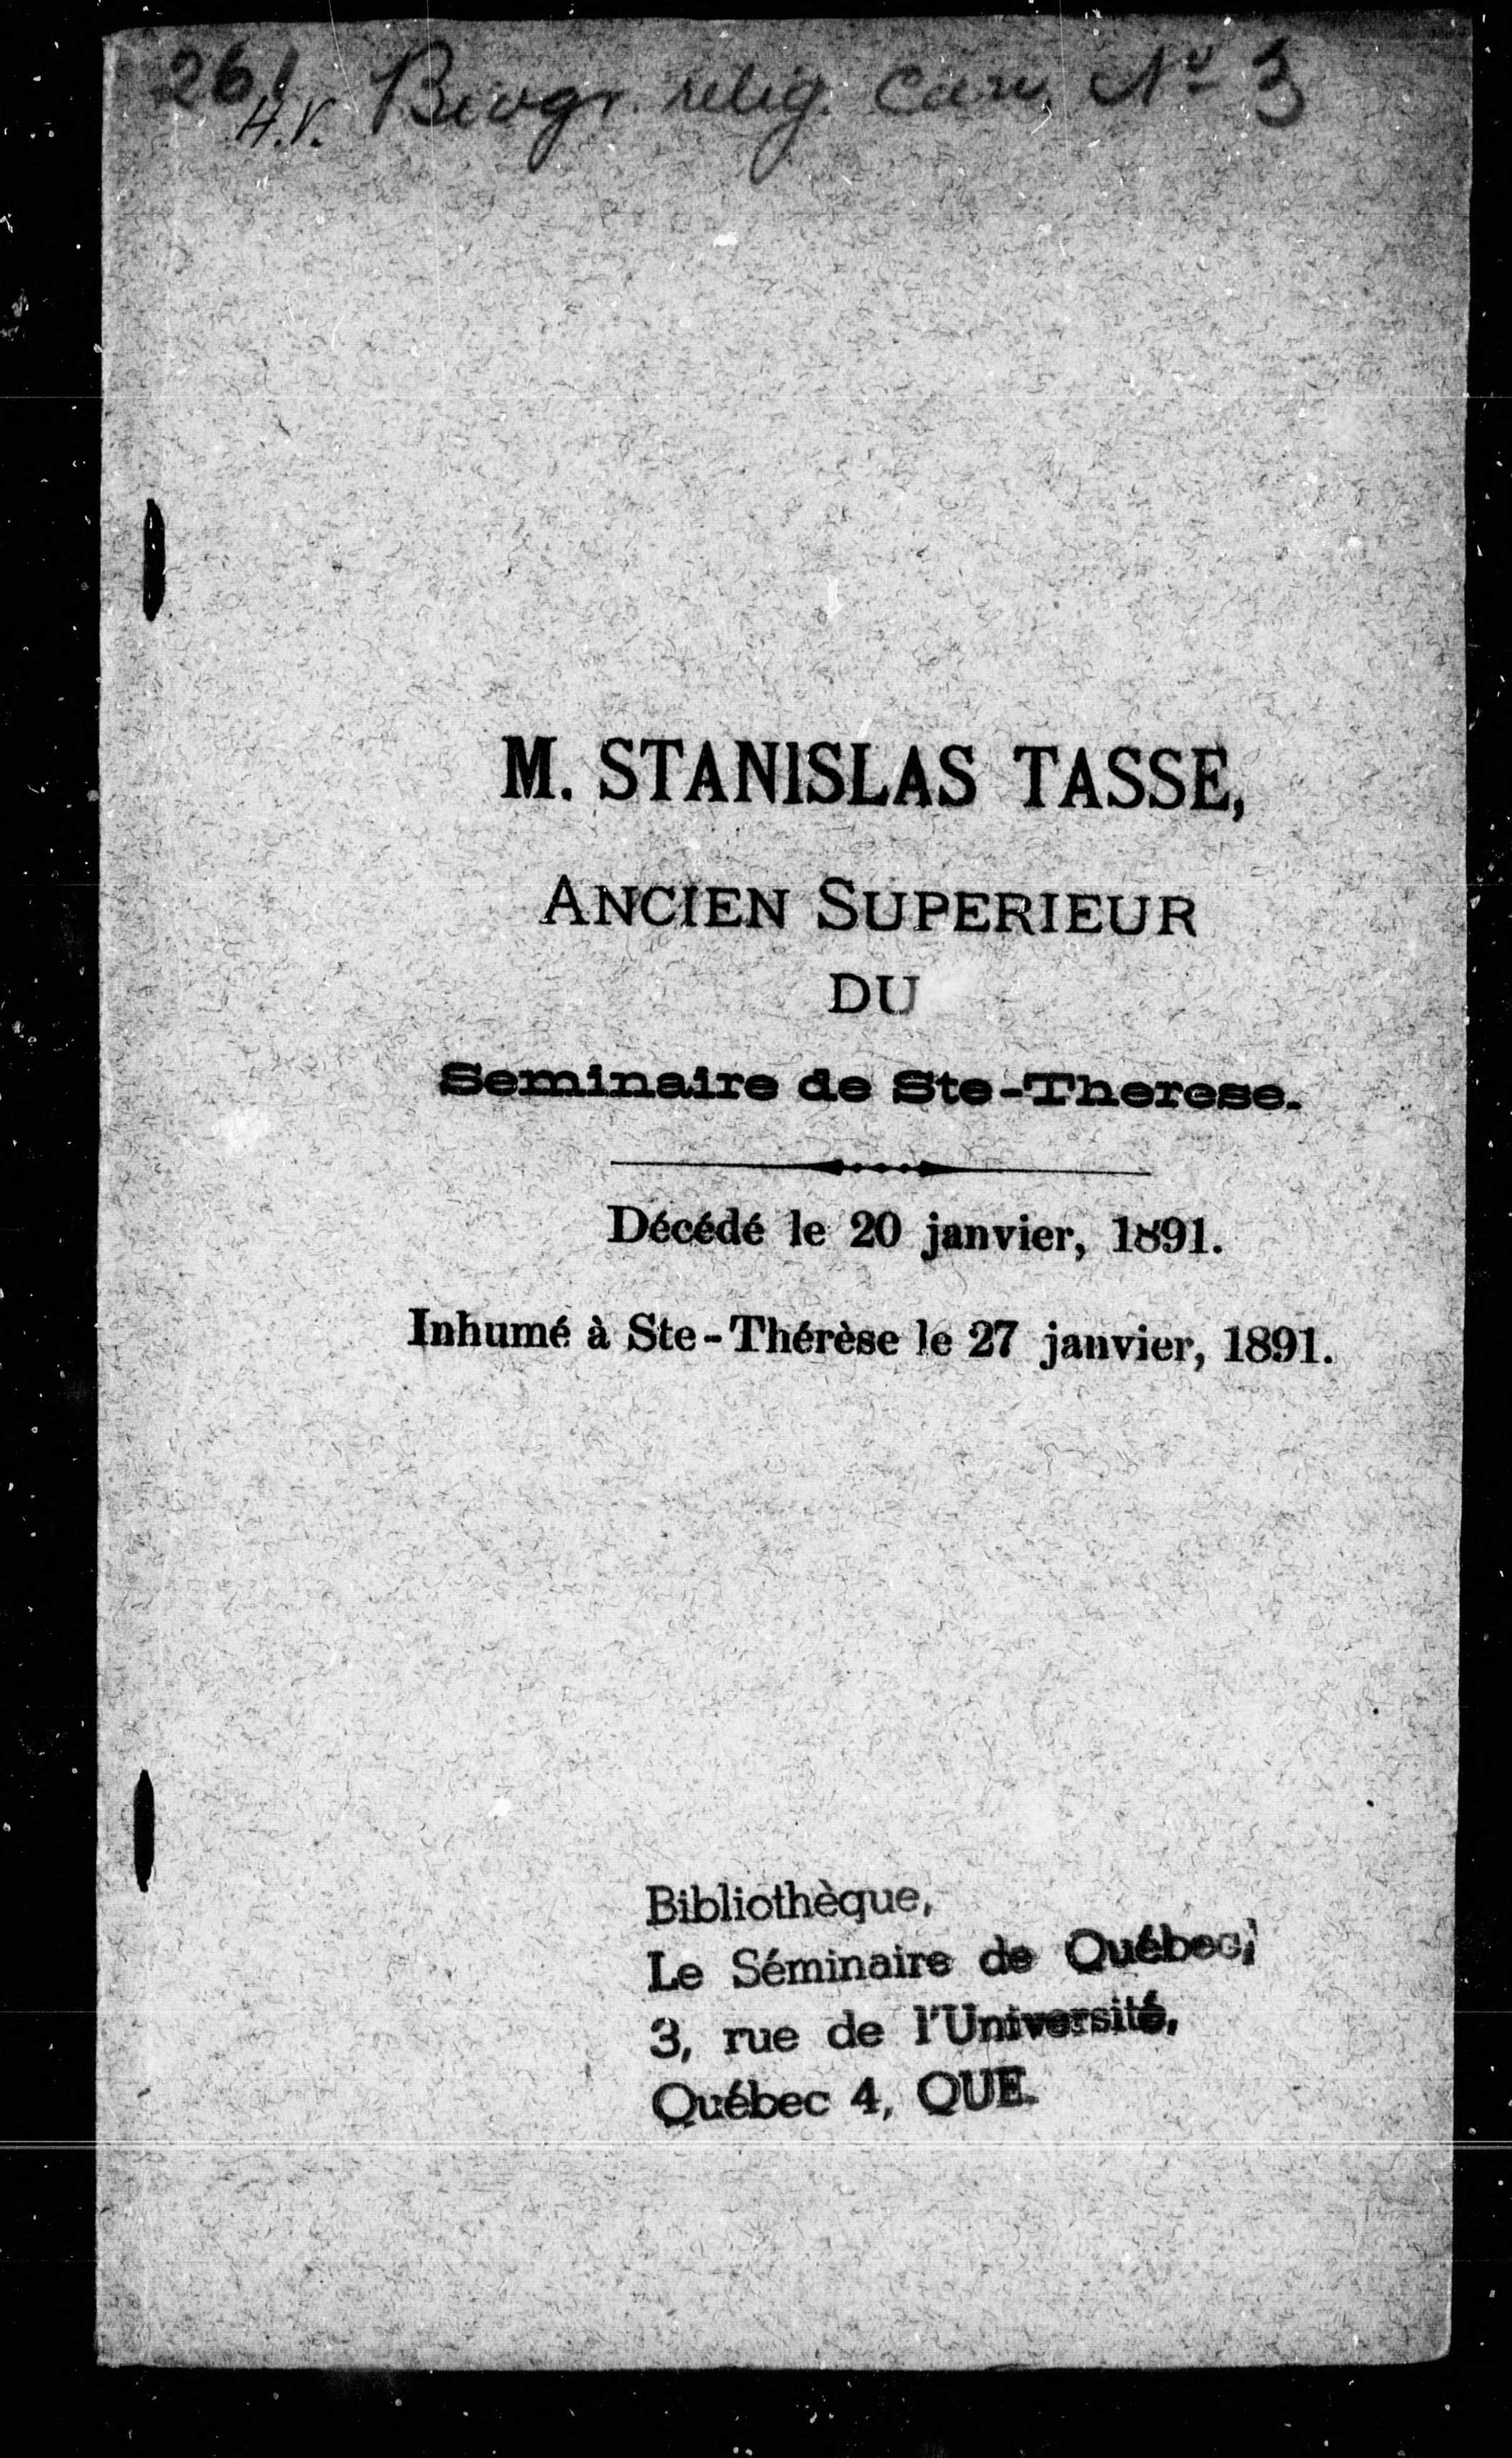 261 Biogr. relig. Can. No 3
H.V.
M. STANISLAS TASSE,
ANCIEN SUPERIEUR
DU
Seminaire de Ste-Therese.
Décédé le 20 janvier, 1891.
Inhumé à Ste-Thérèse le 27 janvier, 1891.
Bibliothèque,
Le Séminaire de Québec,
3, rue de l'Université,
Québec 4, QUE.